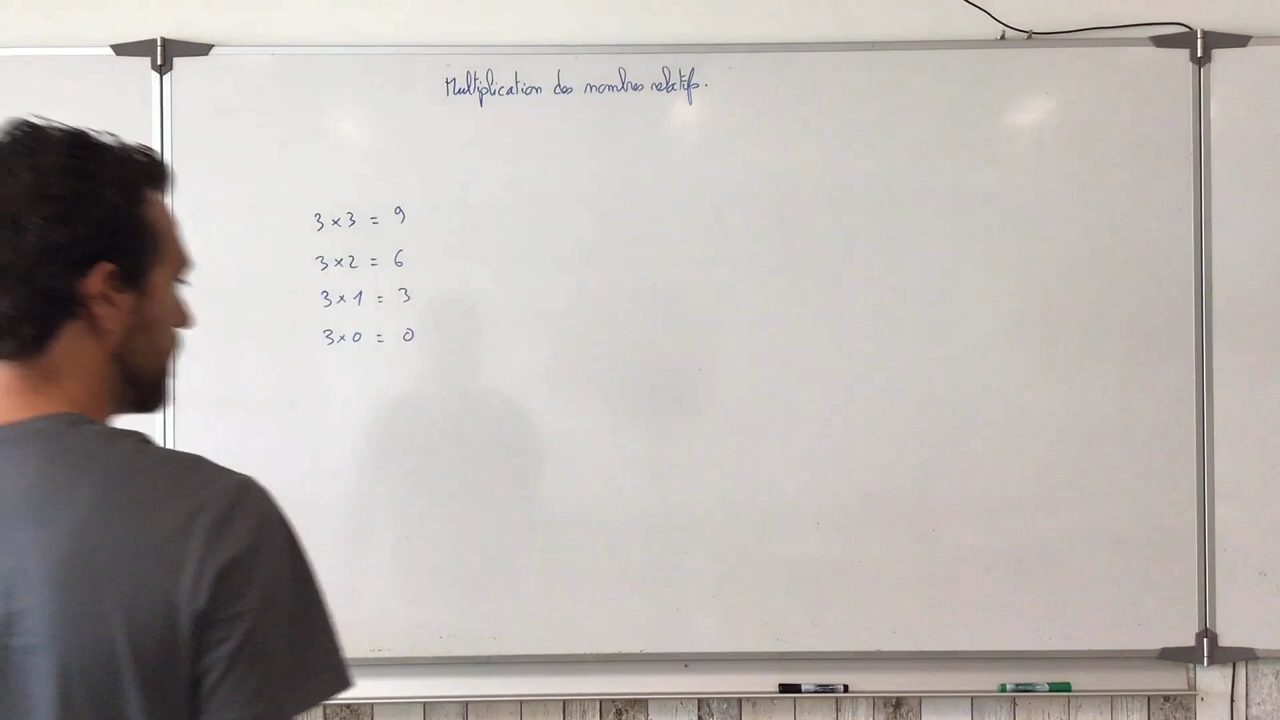 Multiplication des nombres relatifs.
3 × 3 = 9
3 × 2 = 6
3 × 1 = 3
3 × 0 = 0